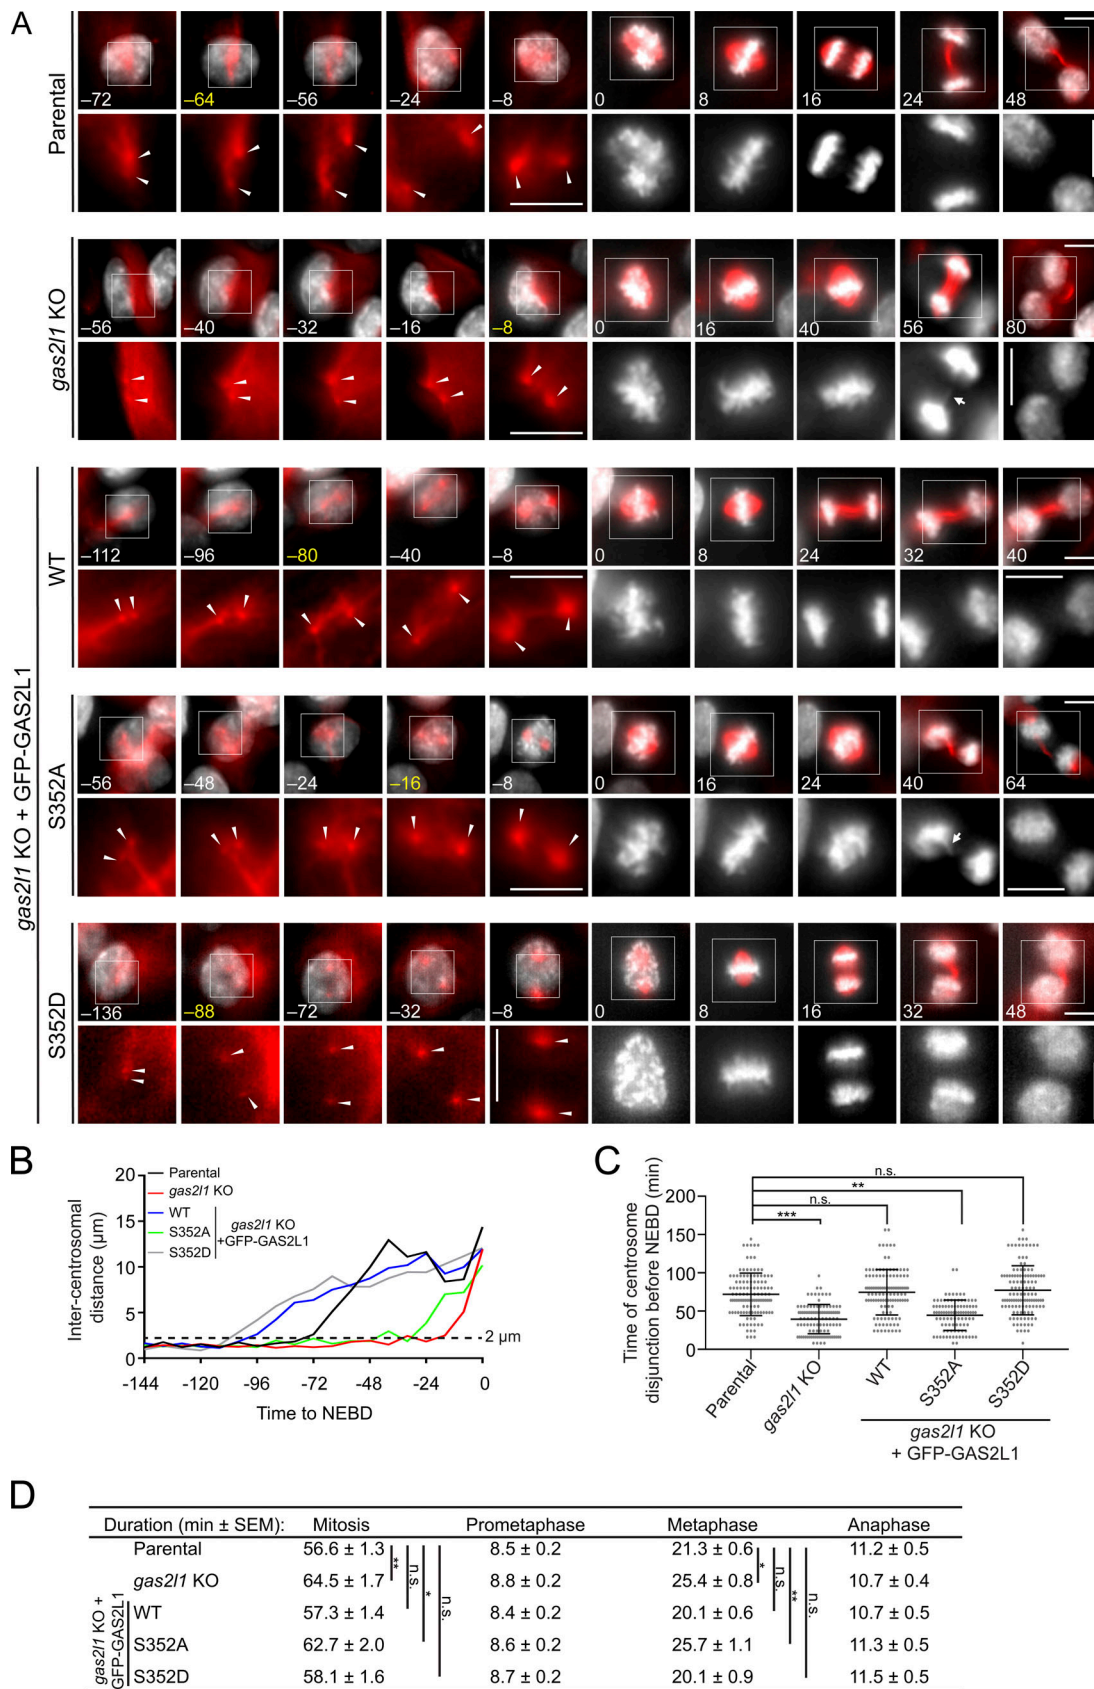 A
Parental
–72 –64 –56 –24 –8 0 8 16 24 48
gas2l1 KO
–56 –40 –32 –16 –8 0 16 40 56 80
gas2l1 KO + GFP-GAS2L1
WT
–112 –96 –80 –40 –8 0 8 24 32 40
S352A
–56 –48 –24 –16 –8 0 16 24 40 64
S352D
–136 –88 –72 –32 –8 0 8 16 32 48
B
Inter-centrosomal
distance (µm)
20
15
10
5
0
Parental
gas2l1 KO
WT
S352A
S352D
gas2l1 KO
+GFP-GAS2L1
2 µm
-144 -120 -96 -72 -48 -24 0
Time to NEBD
C
Time of centrosome
disjunction before NEBD (min)
200
150
100
50
0
n.s.
**
n.s.
***
Parental
gas2l1 KO
WT
S352A
S352D
gas2l1 KO
+ GFP-GAS2L1
D
Duration (min ± SEM): Mitosis Prometaphase Metaphase Anaphase
Parental 56.6 ± 1.3 8.5 ± 0.2 21.3 ± 0.6 11.2 ± 0.5
gas2l1 KO 64.5 ± 1.7 8.8 ± 0.2 25.4 ± 0.8 10.7 ± 0.4
gas2l1 KO +
GFP-GAS2L1
WT 57.3 ± 1.4 8.4 ± 0.2 20.1 ± 0.6 10.7 ± 0.5
S352A 62.7 ± 2.0 8.6 ± 0.2 25.7 ± 1.1 11.3 ± 0.5
S352D 58.1 ± 1.6 8.7 ± 0.2 20.1 ± 0.9 11.5 ± 0.5
**
n.s.
*
n.s.
*
n.s.
**
n.s.